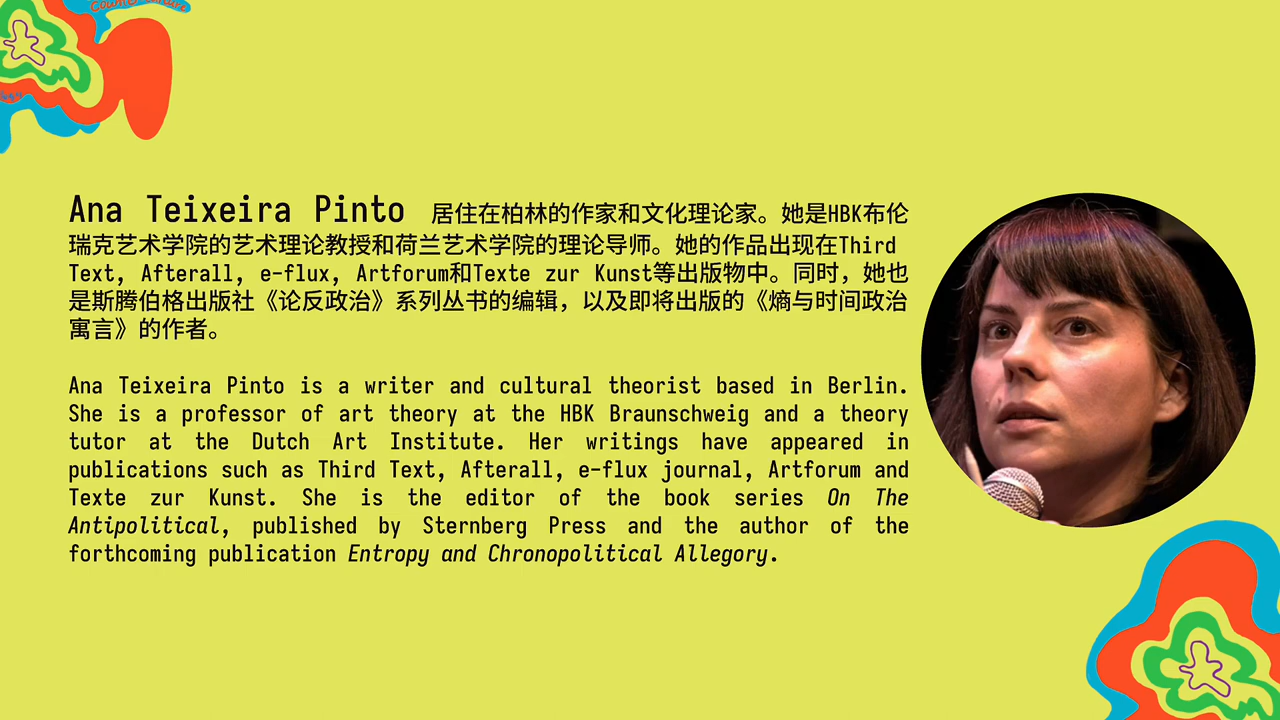 Counter Culture
Ana Teixeira Pinto 居住在柏林的作家和文化理论家。她是HBK布伦
瑞克艺术学院的艺术理论教授和荷兰艺术学院的理论导师。她的作品出现在Third
Text, Afterall, e-flux, Artforum和Texte zur Kunst等出版物中。同时，她也
是斯腾伯格出版社《论反政治》系列丛书的编辑，以及即将出版的《熵与时间政治
寓言》的作者。
Ana Teixeira Pinto is a writer and cultural theorist based in Berlin.
She is a professor of art theory at the HBK Braunschweig and a theory
tutor at the Dutch Art Institute. Her writings have appeared in
publications such as Third Text, Afterall, e-flux journal, Artforum and
Texte zur Kunst. She is the editor of the book series On The
Antipolitical, published by Sternberg Press and the author of the
forthcoming publication Entropy and Chronopolitical Allegory.